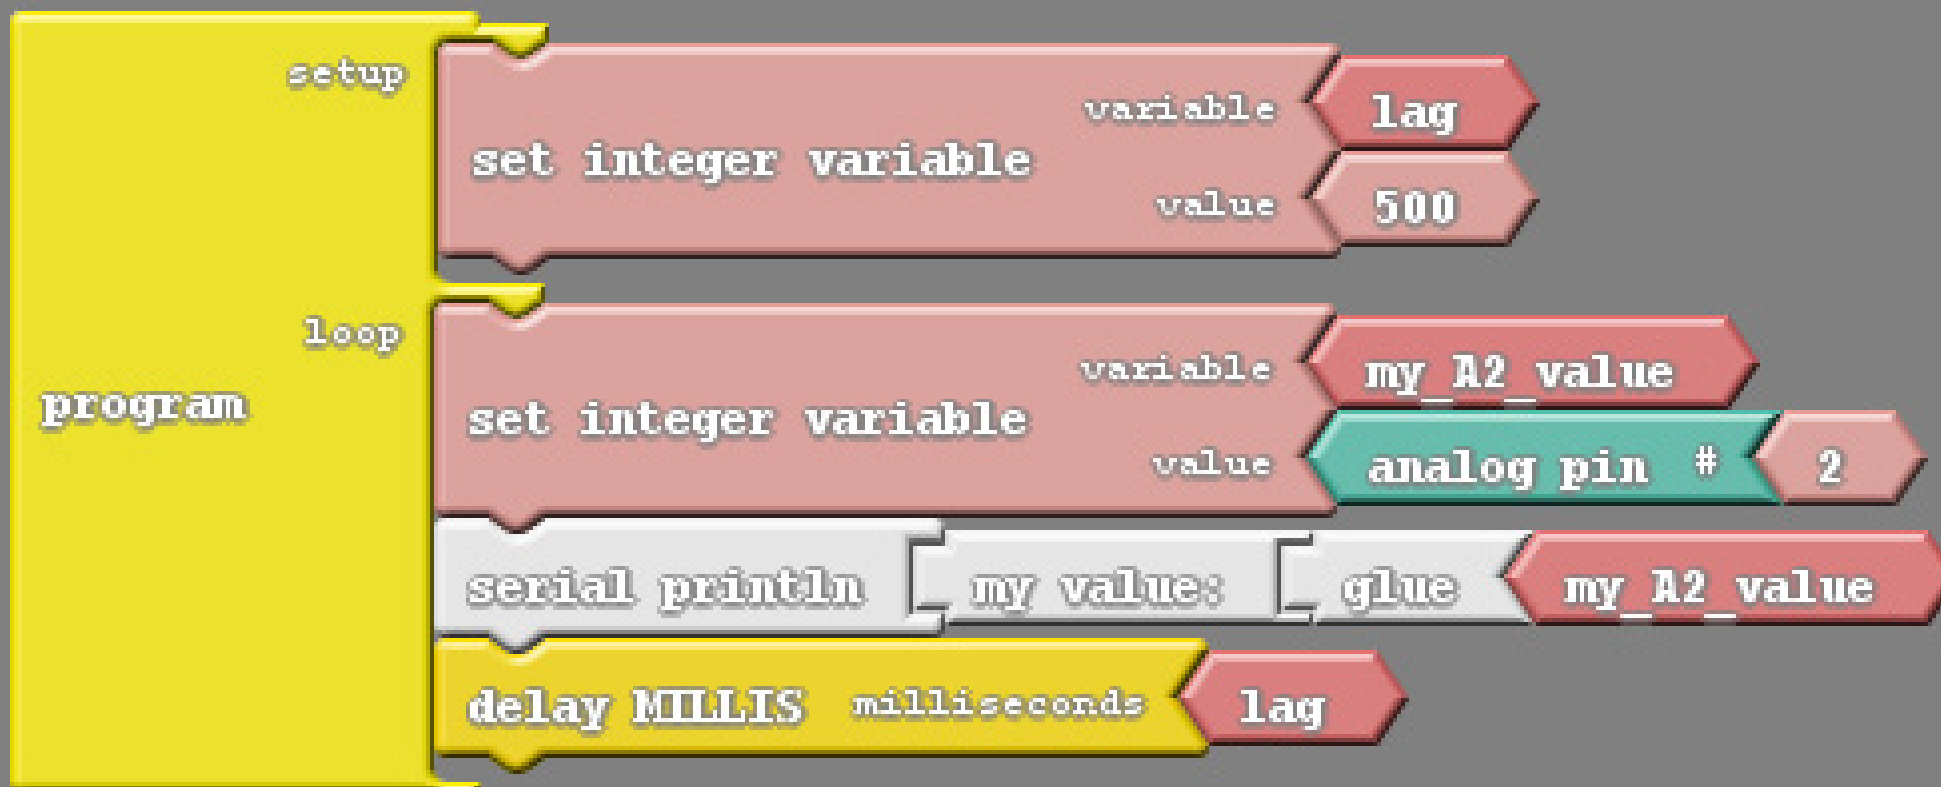 setup
variable lag
set integer variable
value 500
loop
variable my_A2_value
program
set integer variable
value analog pin # 2
serial println my value: glue my_A2_value
delay MILLIS milliseconds lag